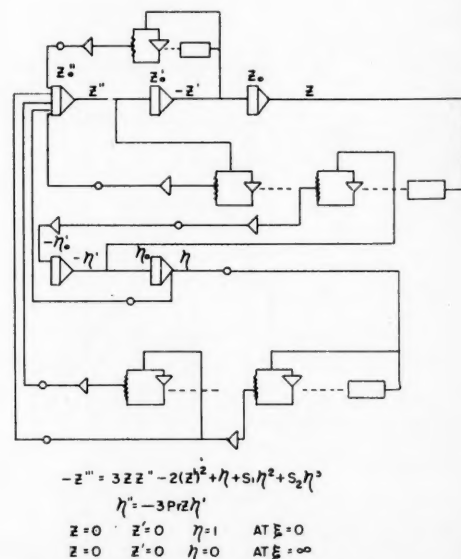 Z₀'' Z'' Z₀' -Z' Z₀ Z
-η₀' -η' η₀ η
-Z''' = 3ZZ'' - 2(Z')² + η + S₁η² + S₂η³
η'' = -3PrZη'
Z=0 Z'=0 η=1 AT ξ=0
Z=0 Z'=0 η=0 AT ξ=∞